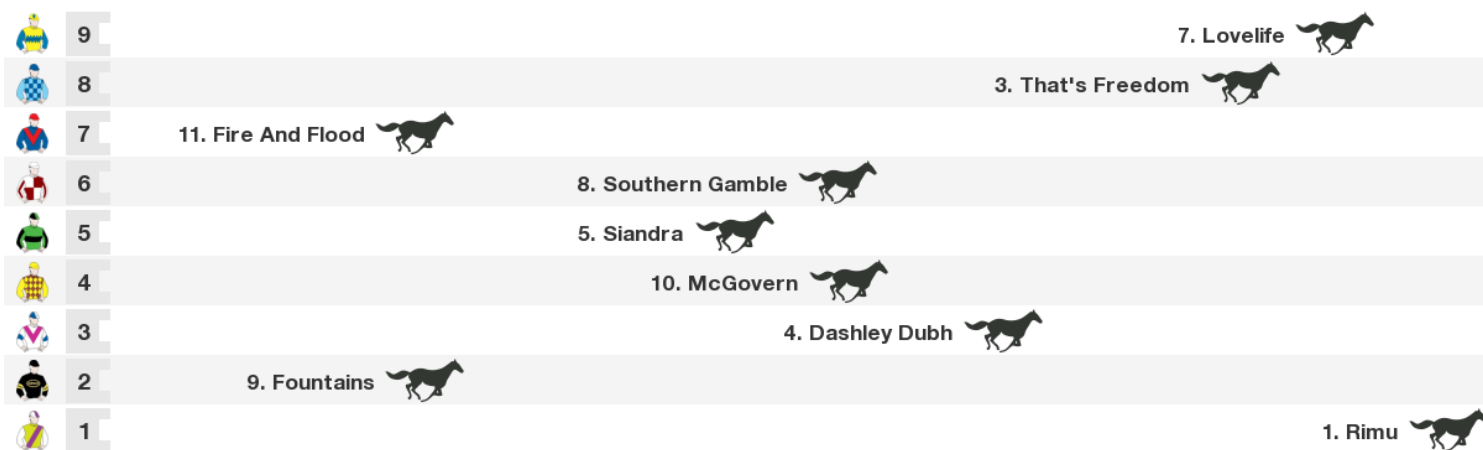 9 7. Lovelife
8 3. That's Freedom
7 11. Fire And Flood
6 8. Southern Gamble
5 5. Siandra
4 10. McGovern
3 4. Dashley Dubh
2 9. Fountains
1 1. Rimu